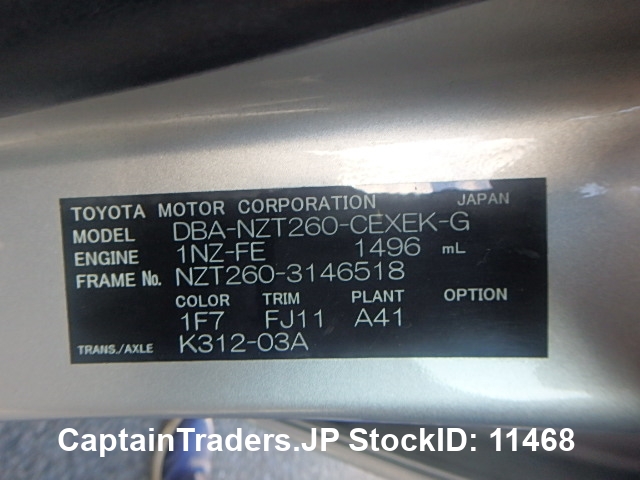 TOYOTA MOTOR CORPORATION JAPAN
MODEL DBA-NZT260-CEXEK-G
ENGINE 1NZ-FE 1496 mL
FRAME No. NZT260-3146518
COLOR TRIM PLANT OPTION
1F7 FJ11 A41
TRANS./AXLE K312-03A
CaptainTraders.JP StockID: 11468